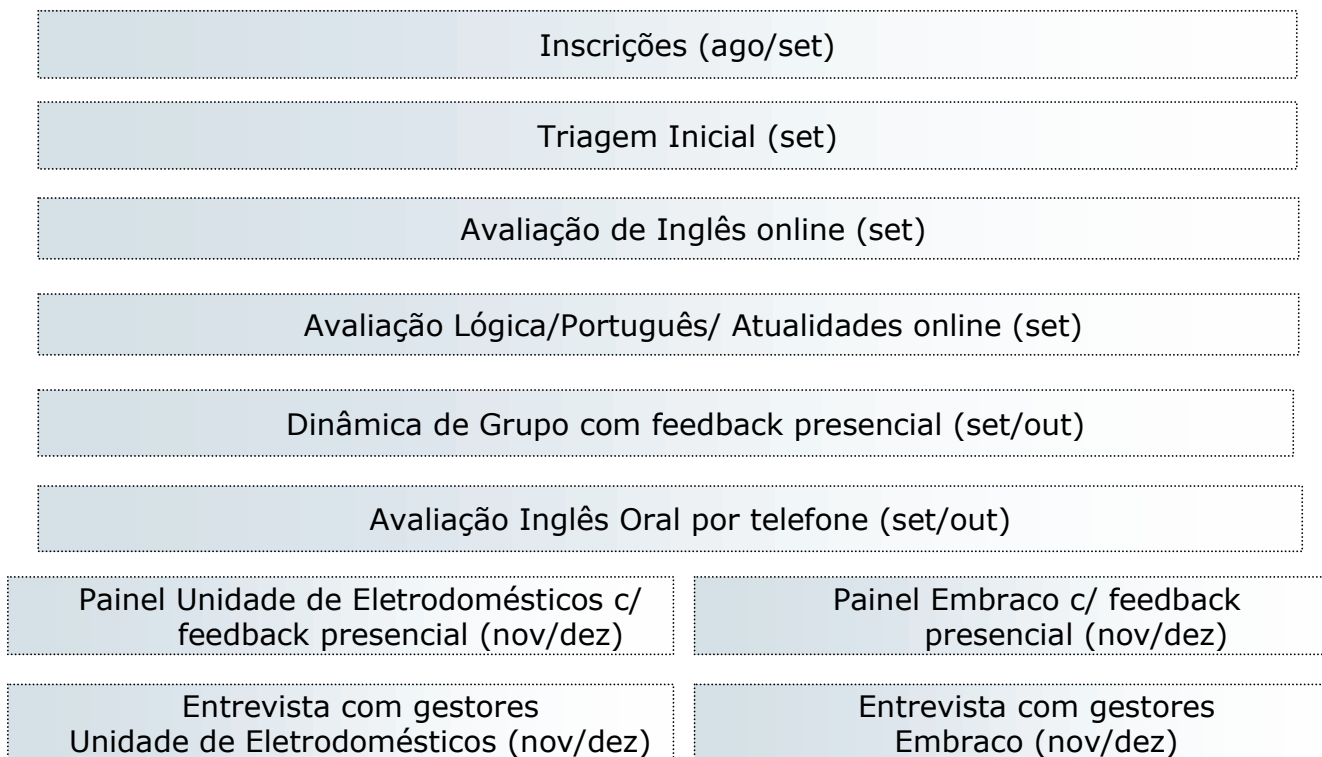 Inscrições (ago/set)
Triagem Inicial (set)
Avaliação de Inglês online (set)
Avaliação Lógica/Português/ Atualidades online (set)
Dinâmica de Grupo com feedback presencial (set/out)
Avaliação Inglês Oral por telefone (set/out)
Painel Unidade de Eletrodomésticos c/
feedback presencial (nov/dez)
Painel Embraco c/ feedback
presencial (nov/dez)
Entrevista com gestores
Unidade de Eletrodomésticos (nov/dez)
Entrevista com gestores
Embraco (nov/dez)